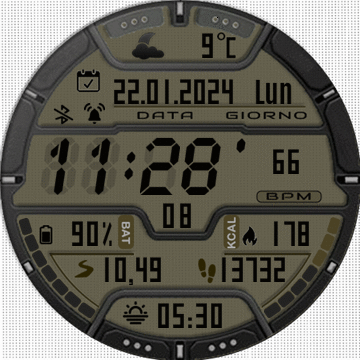 9°C
22.01.2024 Lun
DATA GIORNO
11:28' 66
BPM
08
90% BAT KCAL 178
10,49 13732
05:30